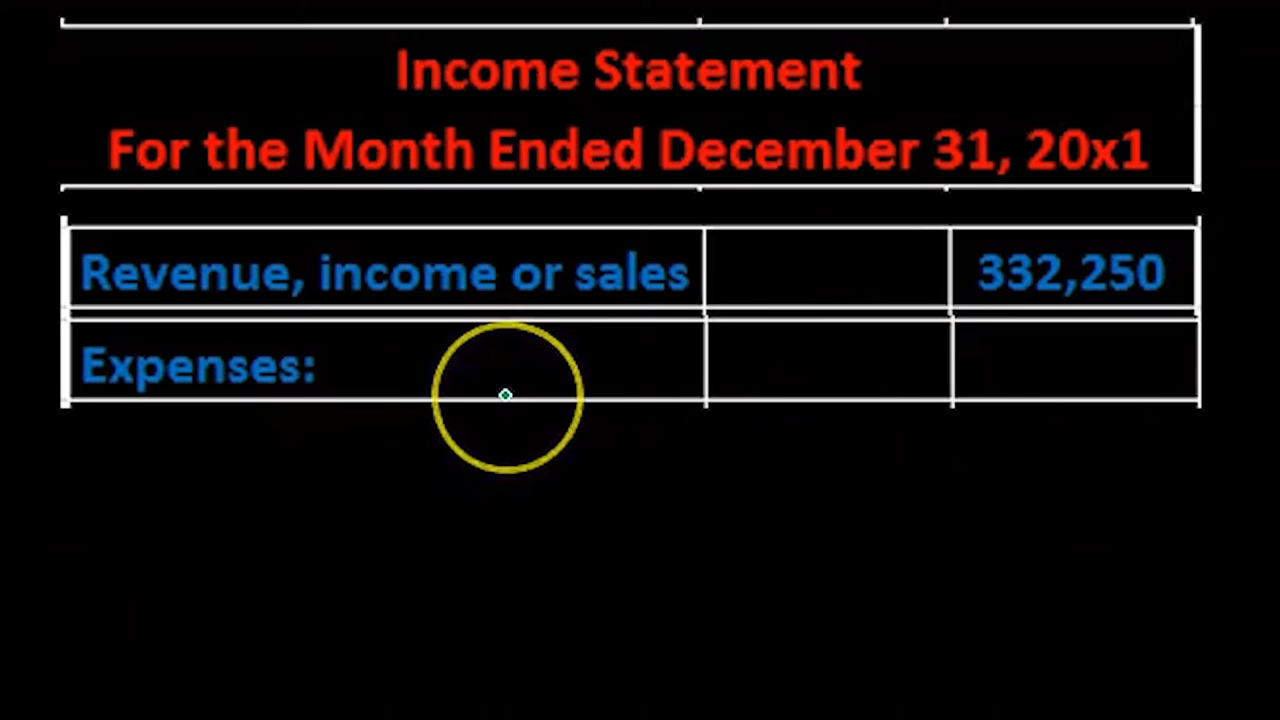 Income Statement
For the Month Ended December 31, 20x1
Revenue, income or sales 332,250
Expenses: